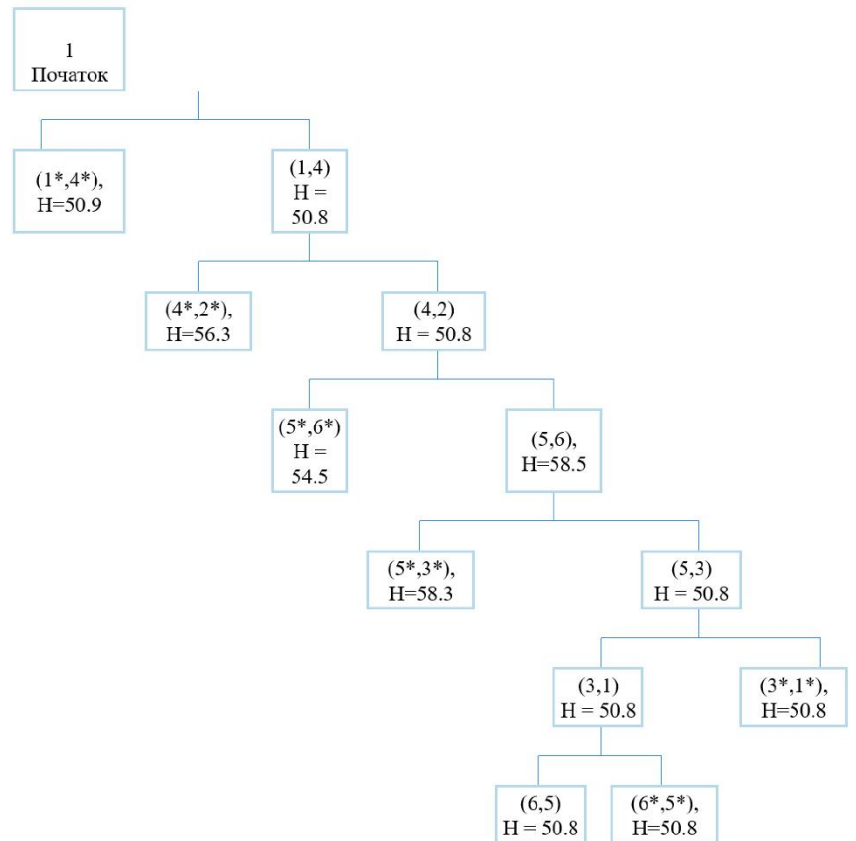 1
Початок
(1*,4*),
H=50.9
(1,4)
H =
50.8
(4*,2*),
H=56.3
(4,2)
H = 50.8
(5*,6*)
H =
54.5
(5,6),
H=58.5
(5*,3*),
H=58.3
(5,3)
H = 50.8
(3,1)
H = 50.8
(3*,1*),
H=50.8
(6,5)
H = 50.8
(6*,5*),
H=50.8